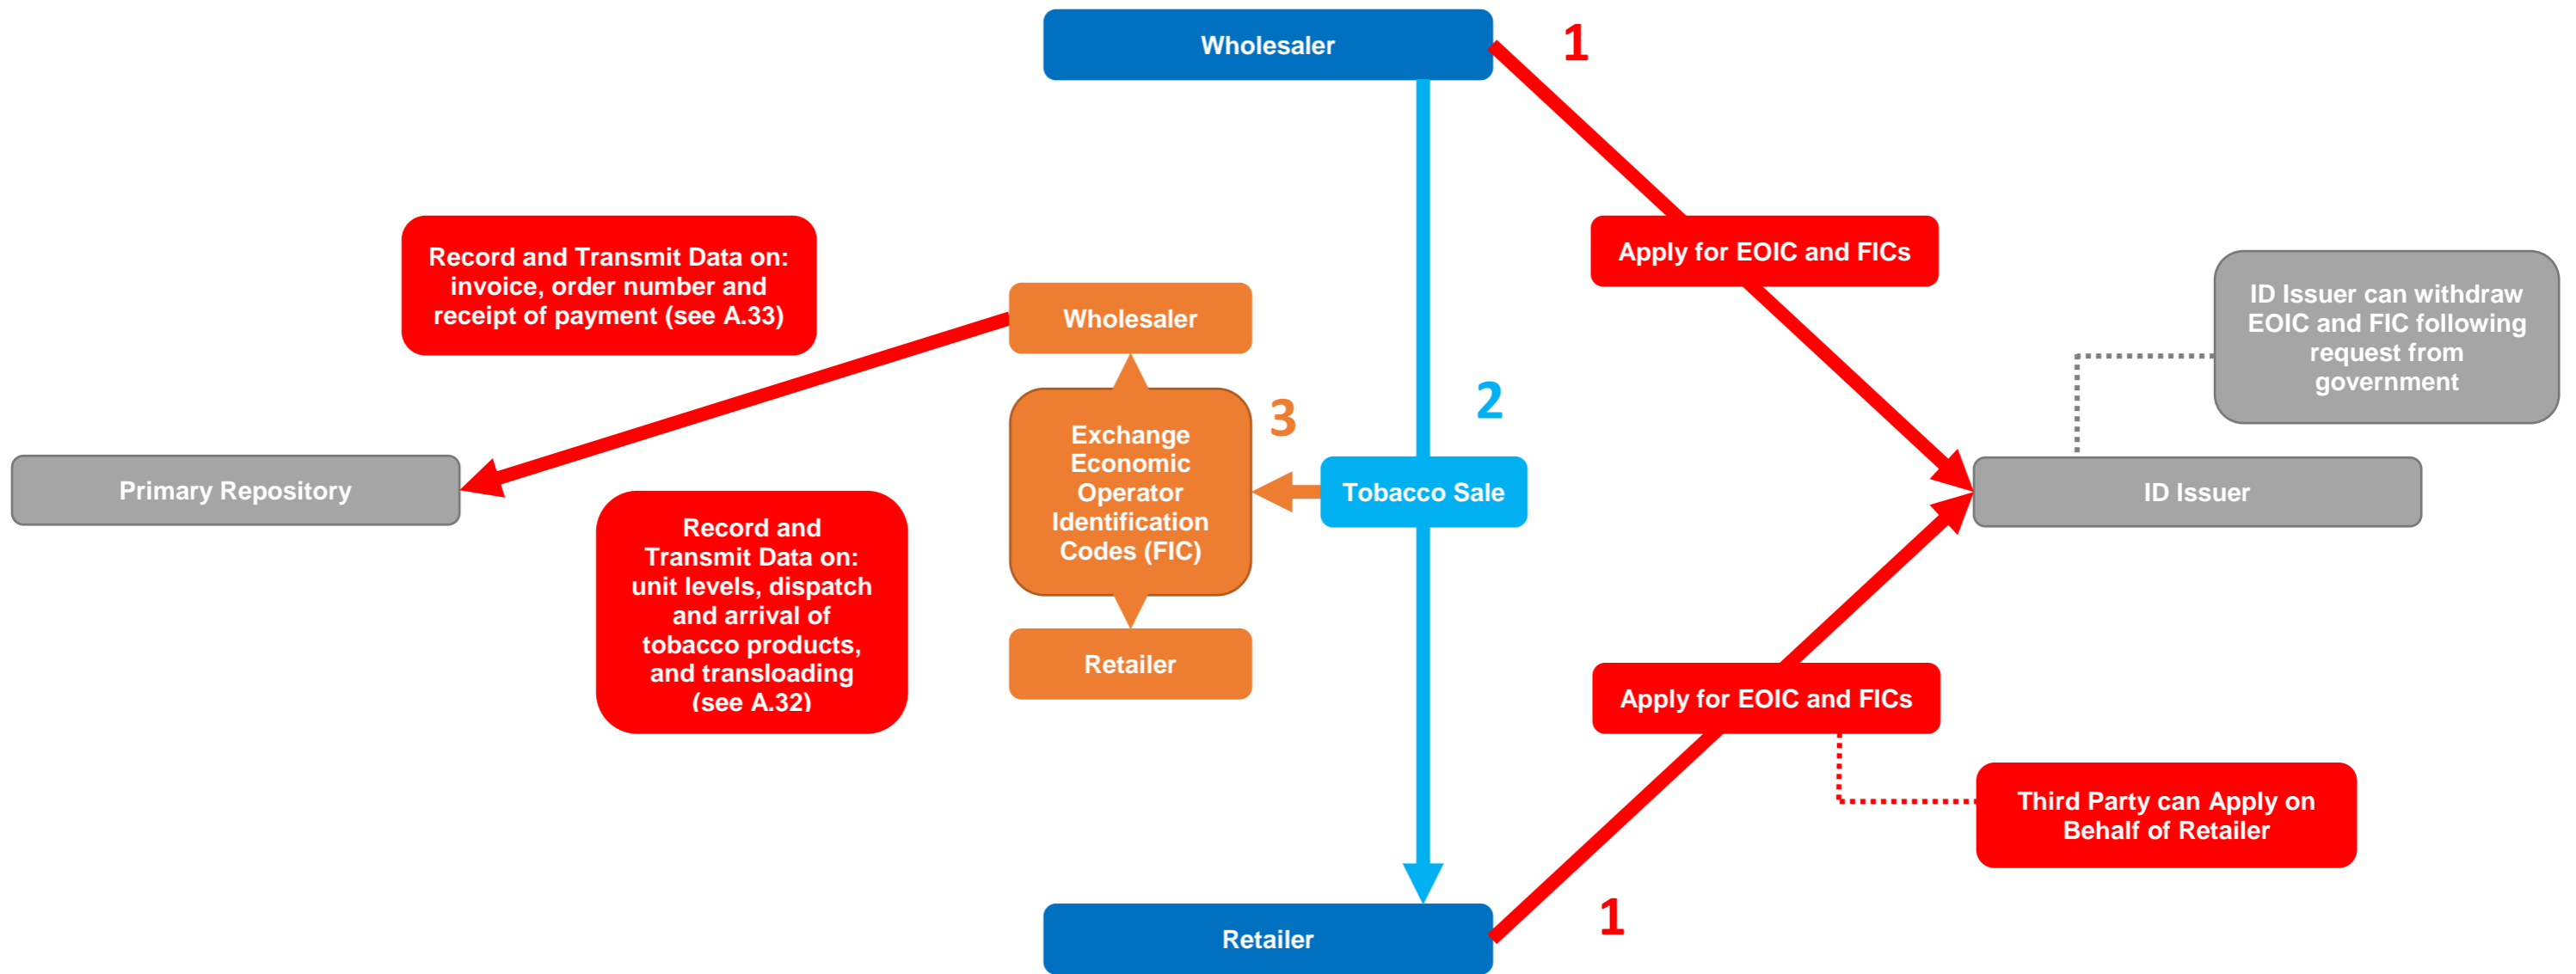 Wholesaler
1
Apply for EOIC and FICs
Record and Transmit Data on:
invoice, order number and
receipt of payment (see A.33)
ID Issuer can withdraw
EOIC and FIC following
request from
government
Wholesaler
3
2
Exchange
Economic
Operator
Identification
Codes (FIC)
Primary Repository
Tobacco Sale
ID Issuer
Record and
Transmit Data on:
unit levels, dispatch
and arrival of
tobacco products,
and transloading
(see A.32)
Retailer
Apply for EOIC and FICs
Third Party can Apply on
Behalf of Retailer
1
Retailer